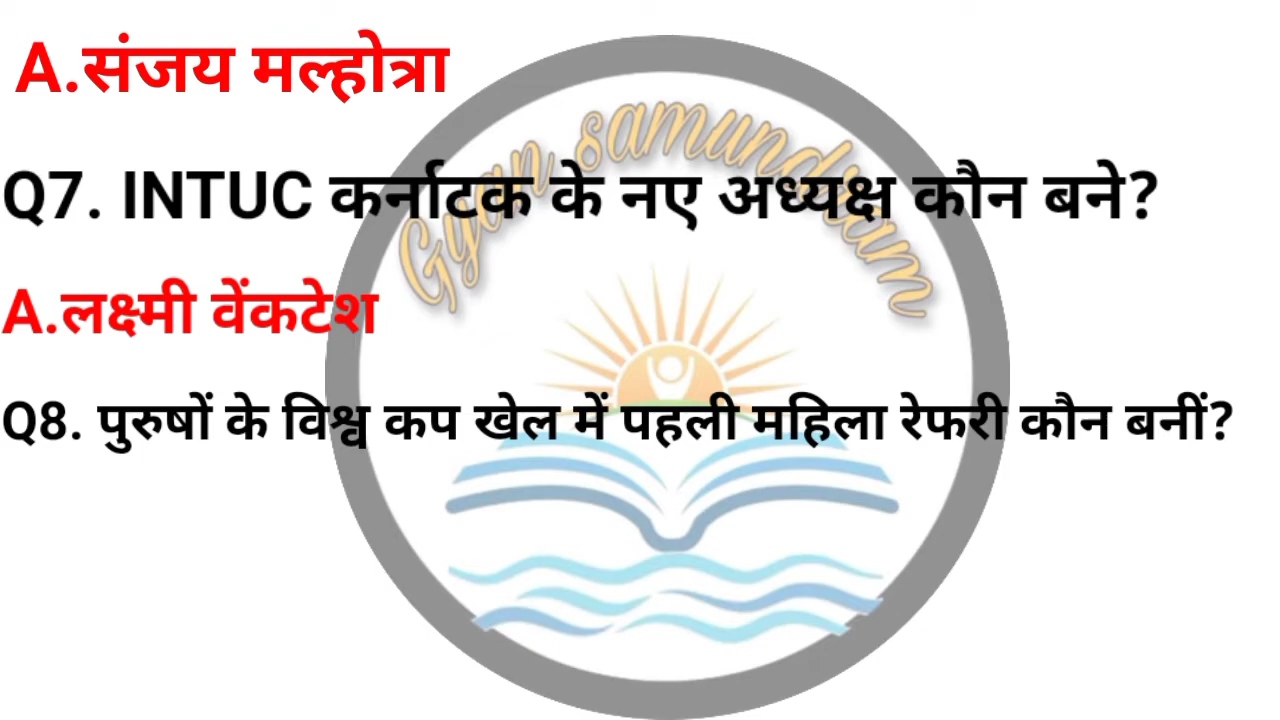 A.संजय मल्होत्रा
Gyan samundram
Q7. INTUC कर्नाटक के नए अध्यक्ष कौन बने?
A.लक्ष्मी वेंकटेश
Q8. पुरुषों के विश्व कप खेल में पहली महिला रेफरी कौन बनीं?